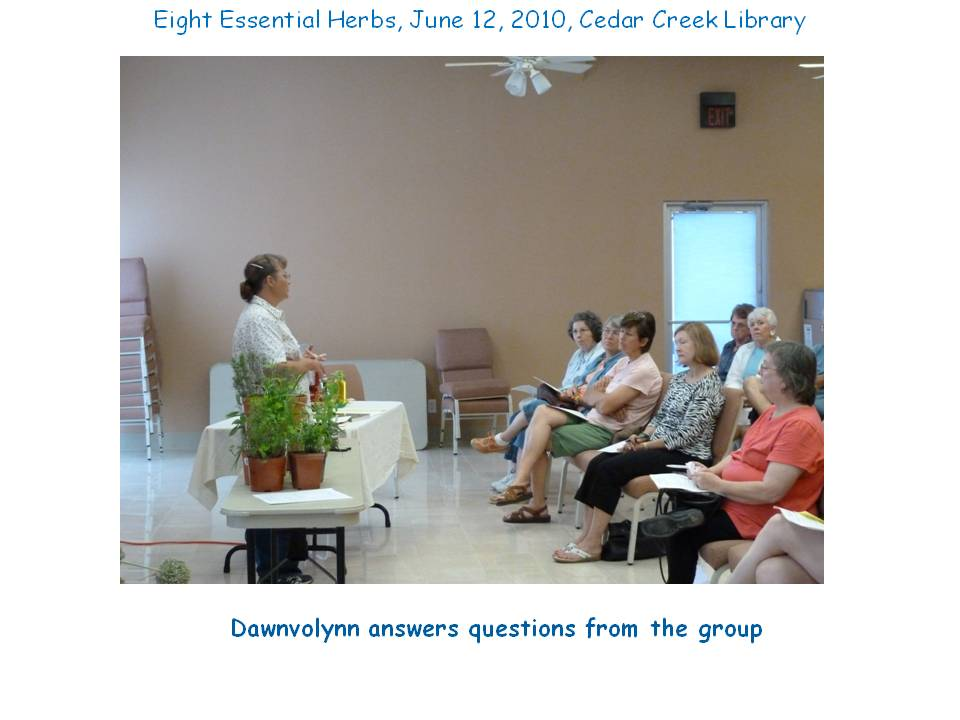 Eight Essential Herbs, June 12, 2010, Cedar Creek Library
EXIT
Dawnvolynn answers questions from the group